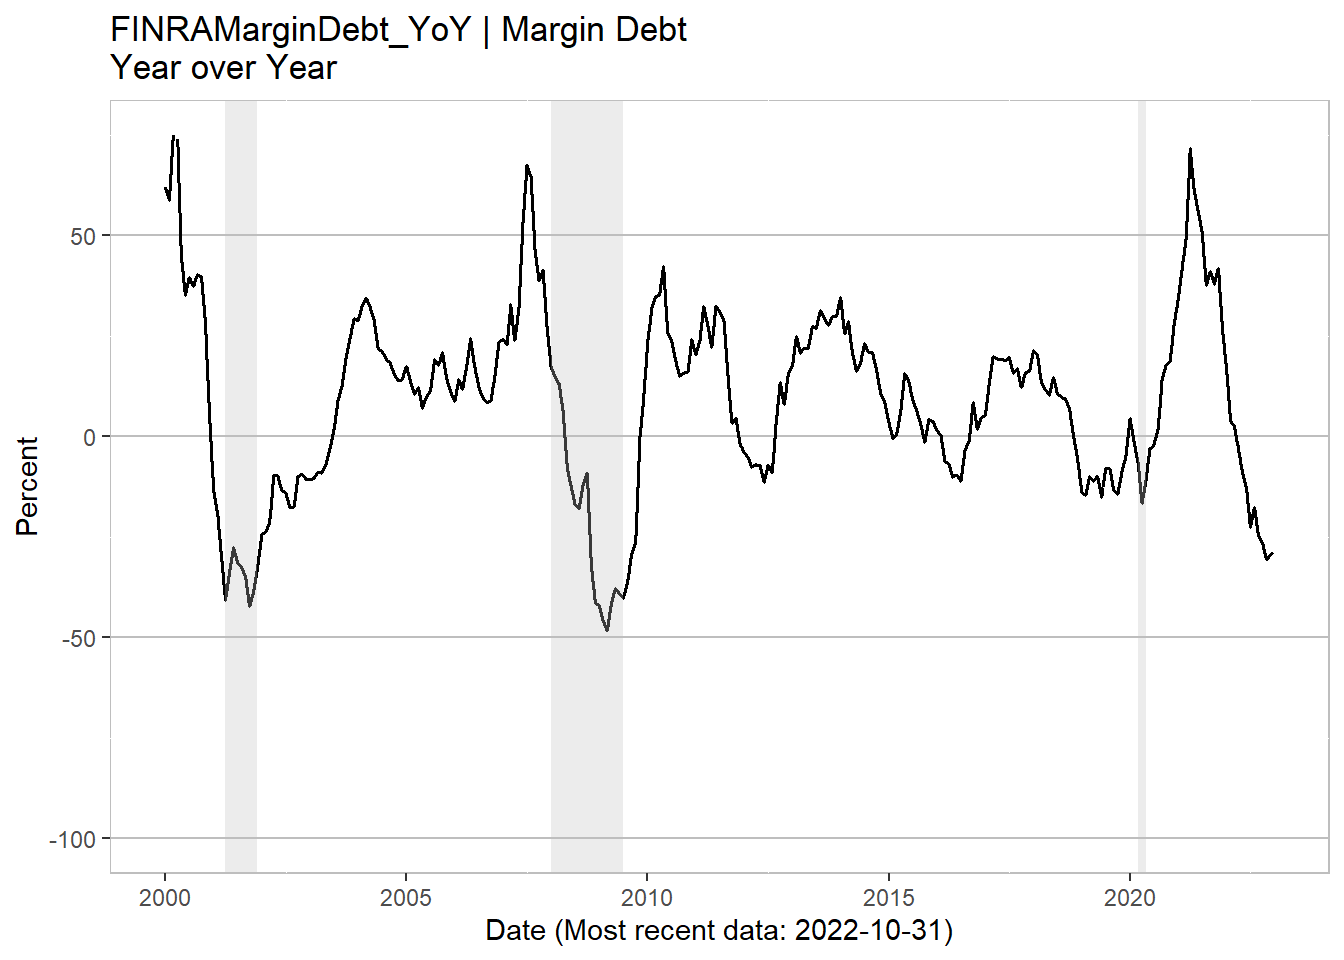 FINRAMarginDebt_YoY | Margin Debt
Year over Year
Percent
50
0
-50
-100
2000
2005
2010
2015
2020
Date (Most recent data: 2022-10-31)